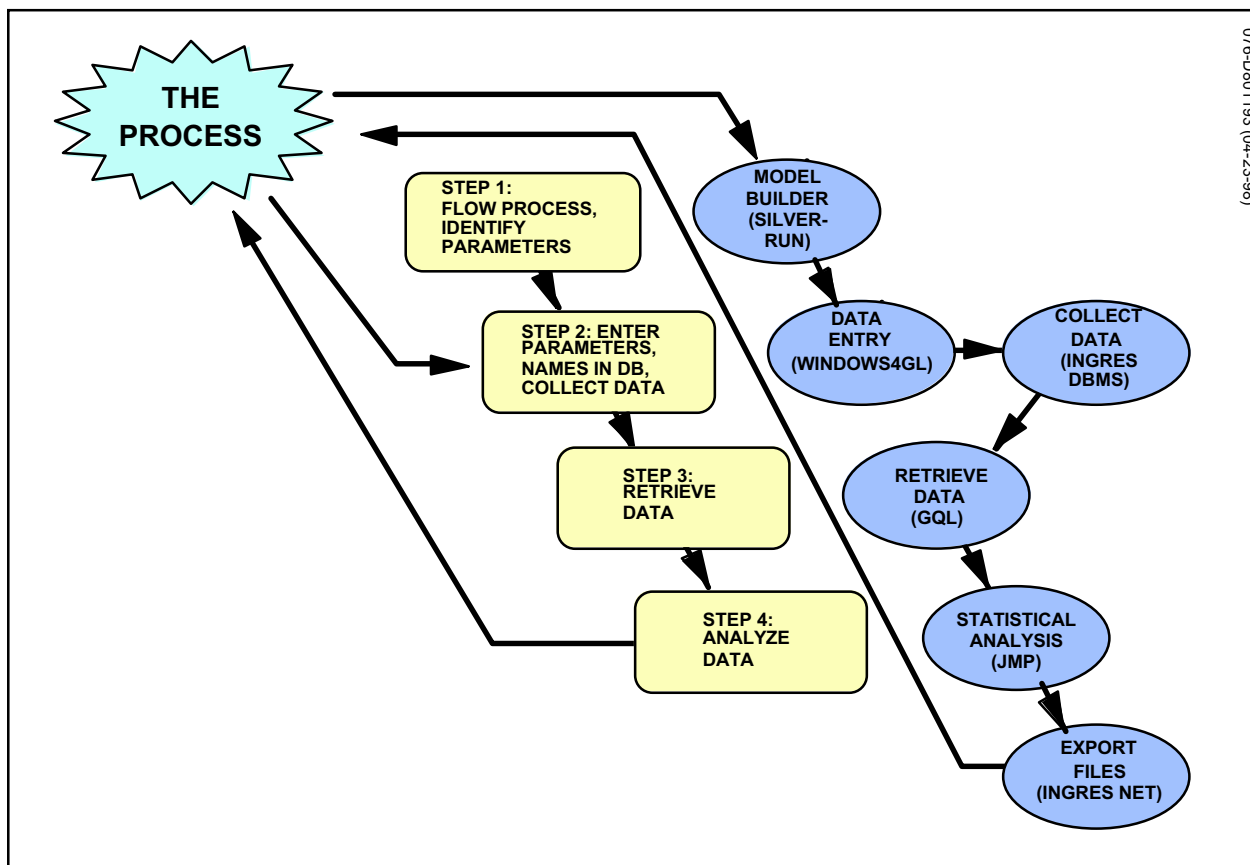 THE
PROCESS
STEP 1:
FLOW PROCESS,
IDENTIFY
PARAMETERS
STEP 2: ENTER
PARAMETERS,
NAMES IN DB,
COLLECT DATA
STEP 3:
RETRIEVE
DATA
STEP 4:
ANALYZE
DATA
MODEL
BUILDER
(SILVER-
RUN)
DATA
ENTRY
(WINDOWS4GL)
COLLECT
DATA
(INGRES
DBMS)
RETRIEVE
DATA
(GQL)
STATISTICAL
ANALYSIS
(JMP)
EXPORT
FILES
(INGRES NET)